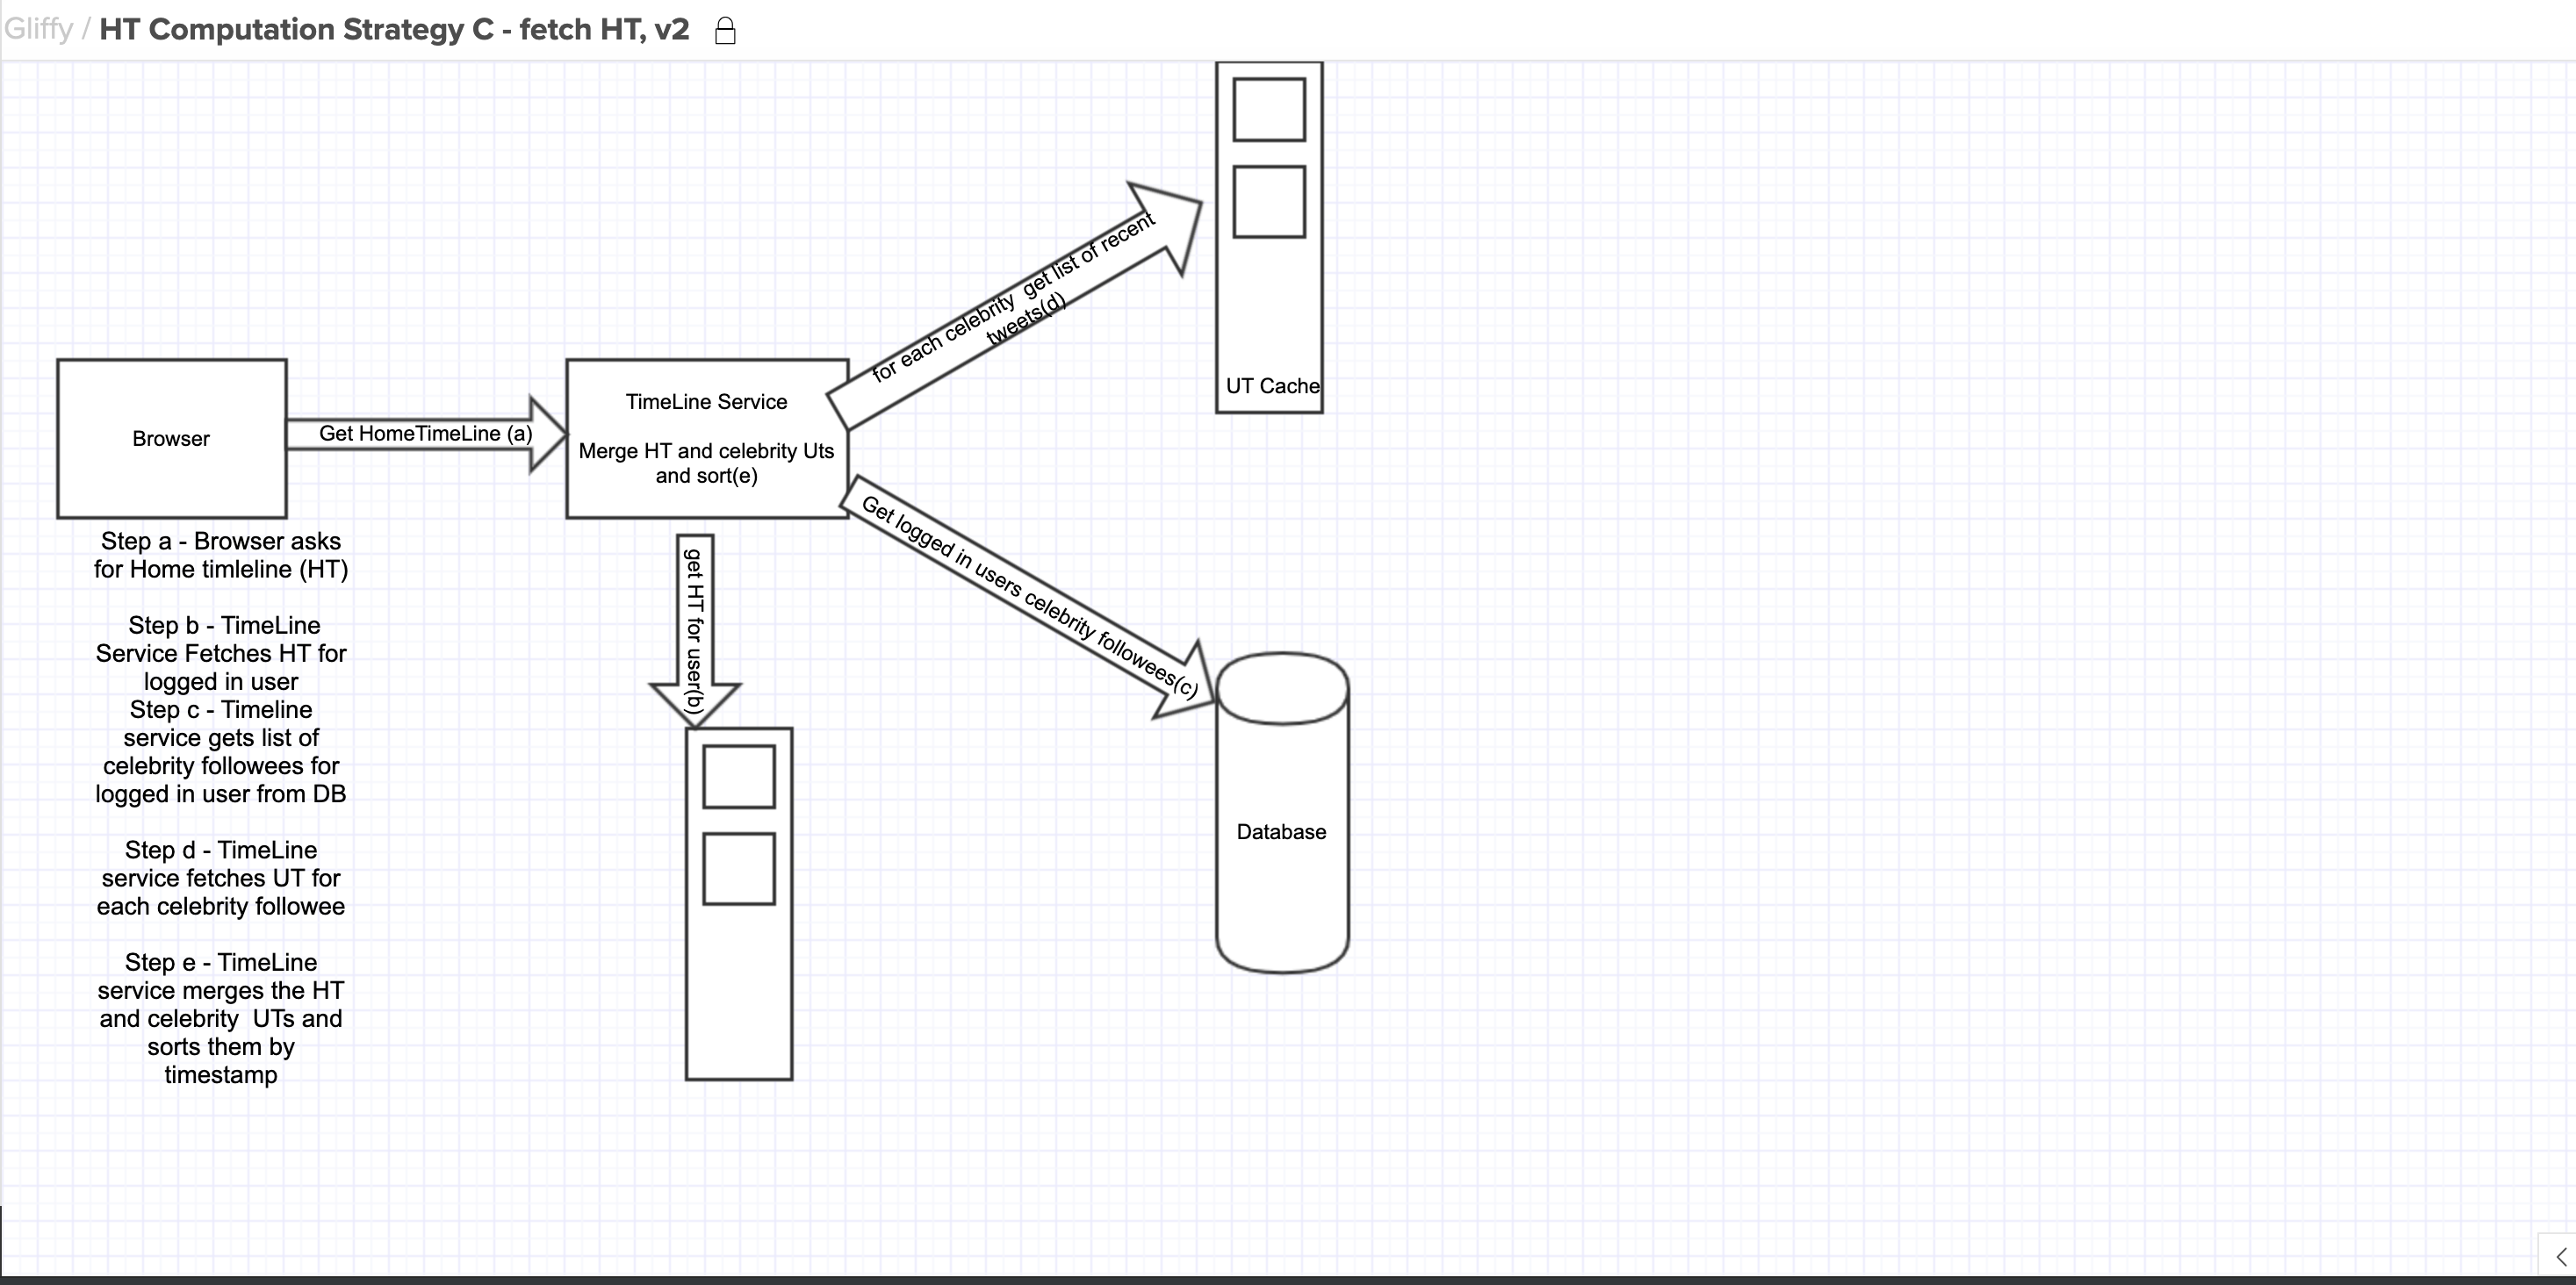 Gliffy / HT Computation Strategy C - fetch HT, v2
for each celebrity  get list of recent
tweets(d)
UT Cache
Browser
Get HomeTimeLine (a)
TimeLine Service
Merge HT and celebrity Uts
and sort(e)
Get logged in users celebrity followees(c)
get HT for user(b)
Database
Step a - Browser asks
for Home timleline (HT)
Step b - TimeLine
Service Fetches HT for
logged in user
Step c - Timeline
service gets list of
celebrity followees for
logged in user from DB
Step d - TimeLine
service fetches UT for
each celebrity followee
Step e - TimeLine
service merges the HT
and celebrity  UTs and
sorts them by
timestamp